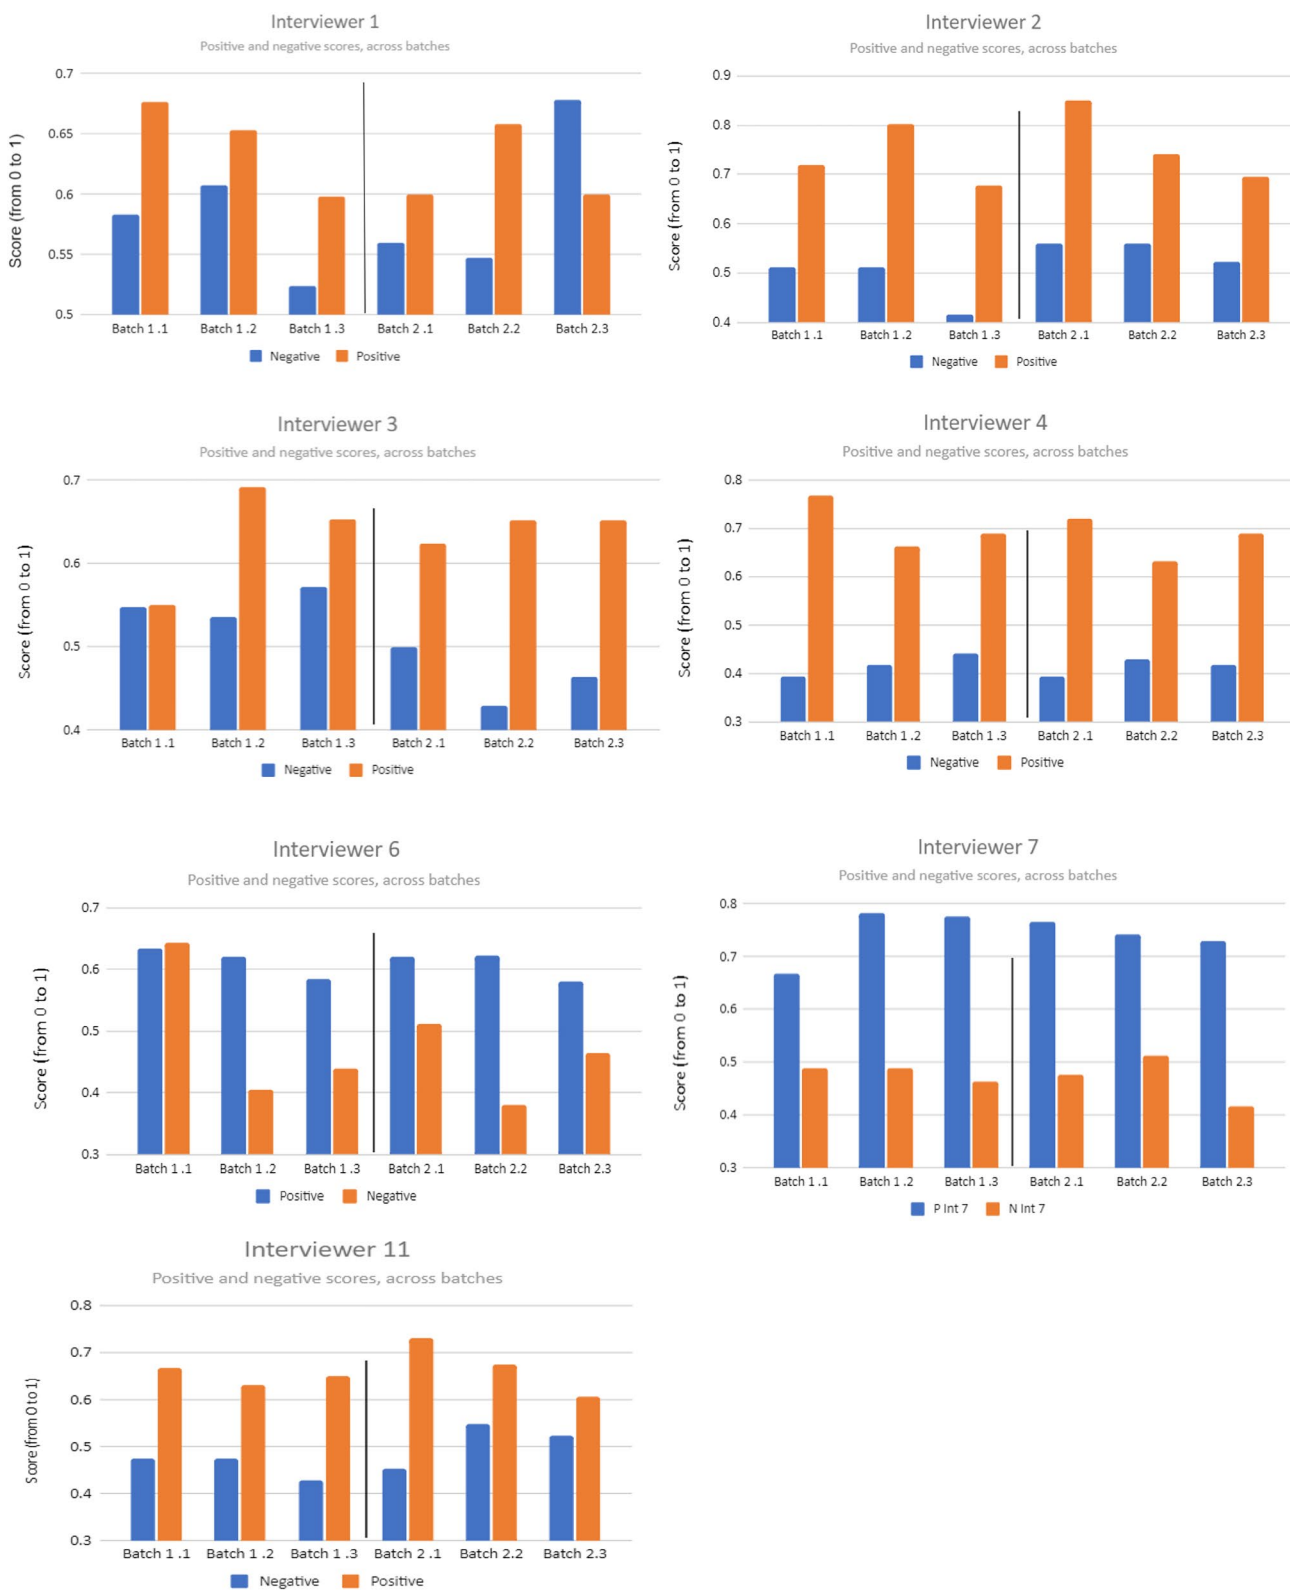 Interviewer 1
Positive and negative scores, across batches
Score (from 0 to 1)
0.7
0.65
0.6
0.55
0.5
Batch 1 .1 Batch 1 .2 Batch 1 .3 Batch 2 .1 Batch 2.2 Batch 2.3
Negative Positive
Interviewer 2
Positive and negative scores, across batches
Score (from 0 to 1)
0.9
0.8
0.7
0.6
0.5
0.4
Batch 1 .1 Batch 1 .2 Batch 1 .3 Batch 2 .1 Batch 2.2 Batch 2.3
Negative Positive
Interviewer 3
Positive and negative scores, across batches
Score (from 0 to 1)
0.7
0.6
0.5
0.4
Batch 1 .1 Batch 1 .2 Batch 1 .3 Batch 2 .1 Batch 2.2 Batch 2.3
Negative Positive
Interviewer 4
Positive and negative scores, across batches
Score (from 0 to 1)
0.8
0.7
0.6
0.5
0.4
0.3
Batch 1 .1 Batch 1 .2 Batch 1 .3 Batch 2 .1 Batch 2.2 Batch 2.3
Negative Positive
Interviewer 6
Positive and negative scores, across batches
Score (from 0 to 1)
0.7
0.6
0.5
0.4
0.3
Batch 1 .1 Batch 1 .2 Batch 1 .3 Batch 2 .1 Batch 2.2 Batch 2.3
Positive Negative
Interviewer 7
Positive and negative scores, across batches
Score (from 0 to 1)
0.8
0.7
0.6
0.5
0.4
0.3
Batch 1 .1 Batch 1 .2 Batch 1 .3 Batch 2 .1 Batch 2.2 Batch 2.3
P Int 7 N Int 7
Interviewer 11
Positive and negative scores, across batches
Score (from 0 to 1)
0.8
0.7
0.6
0.5
0.4
0.3
Batch 1 .1 Batch 1 .2 Batch 1 .3 Batch 2 .1 Batch 2.2 Batch 2.3
Negative Positive